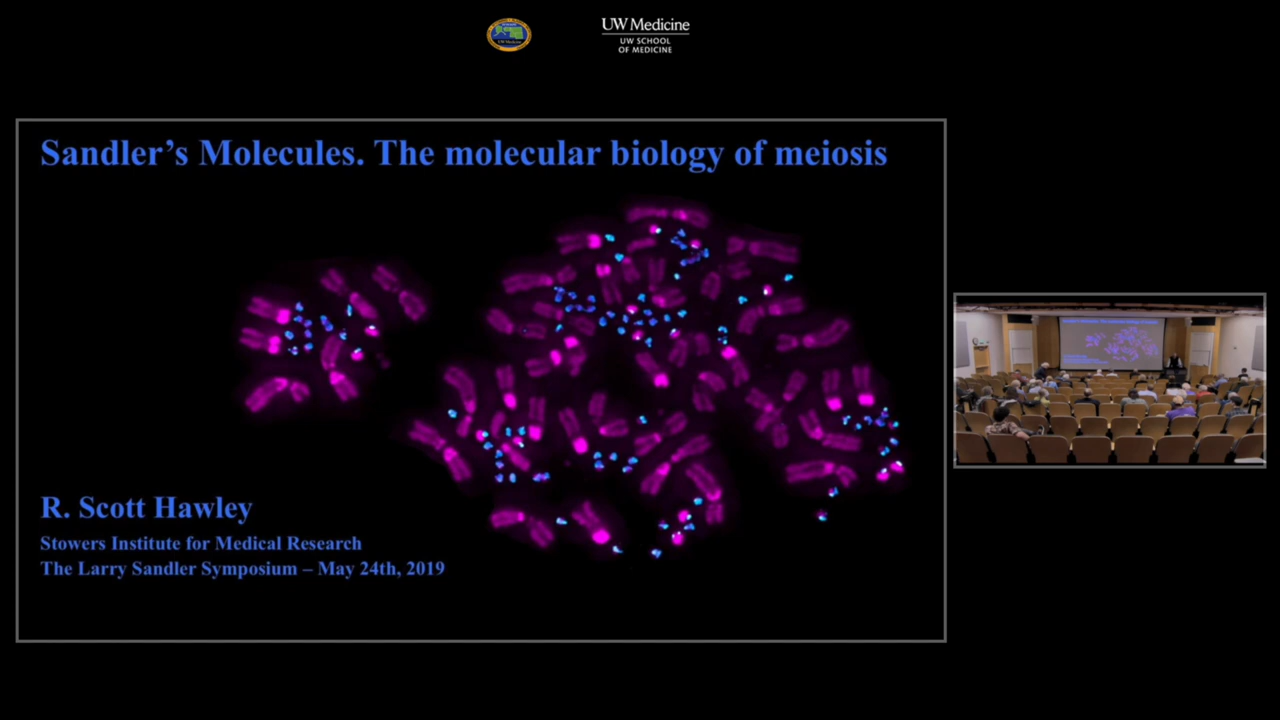 UW Medicine
UW SCHOOL
OF MEDICINE
Sandler’s Molecules. The molecular biology of meiosis
R. Scott Hawley
Stowers Institute for Medical Research
The Larry Sandler Symposium – May 24th, 2019